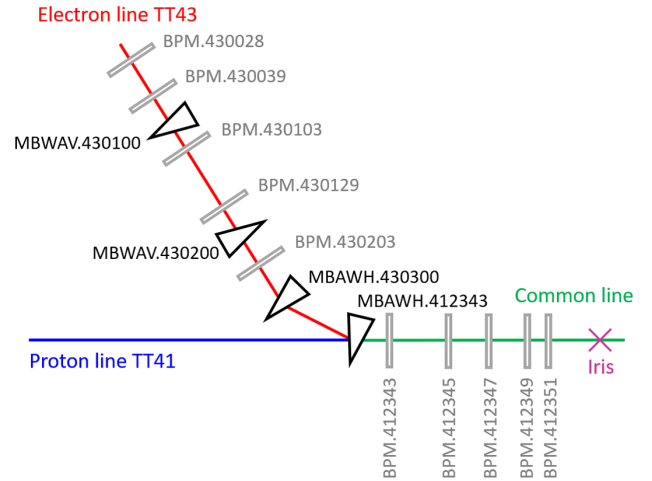 Electron line TT43
BPM.430028
BPM.430039
BPM.430103
MBWAV.430100
BPM.430129
MBWAV.430200
BPM.430203
MBAWH.430300
MBAWH.412343
Common line
Proton line TT41
Iris
BPM.412343
BPM.412345
BPM.412347
BPM.412349
BPM.412351